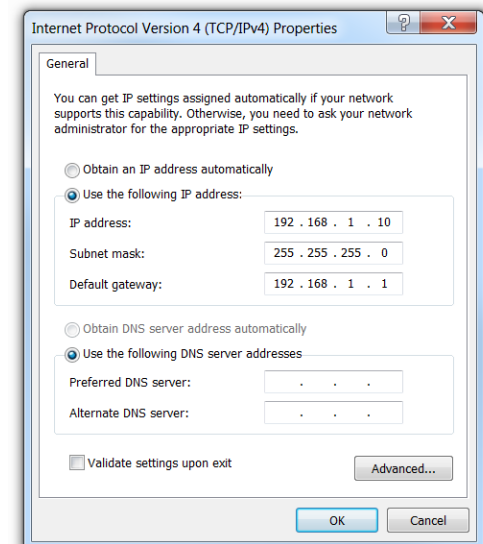 Internet Protocol Version 4 (TCP/IPv4) Properties
General
You can get IP settings assigned automatically if your network
supports this capability. Otherwise, you need to ask your network
administrator for the appropriate IP settings.
Obtain an IP address automatically
Use the following IP address:
IP address: 192 . 168 . 1 . 10
Subnet mask: 255 . 255 . 255 . 0
Default gateway: 192 . 168 . 1 . 1
Obtain DNS server address automatically
Use the following DNS server addresses
Preferred DNS server: . . .
Alternate DNS server: . . .
Validate settings upon exit
Advanced...
OK Cancel